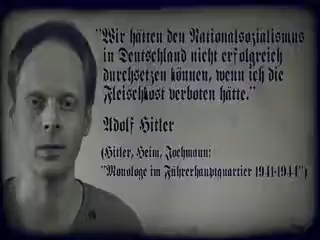 "Wir hätten den Nationalsozialismus
in Deutschland nicht erfolgreich
durchsetzen können, wenn ich die
Fleischkost verboten hätte."
Adolf Hitler
(Hitler, Heim, Jochmann:
"Monologe im Führerhauptquartier 1941-1944")